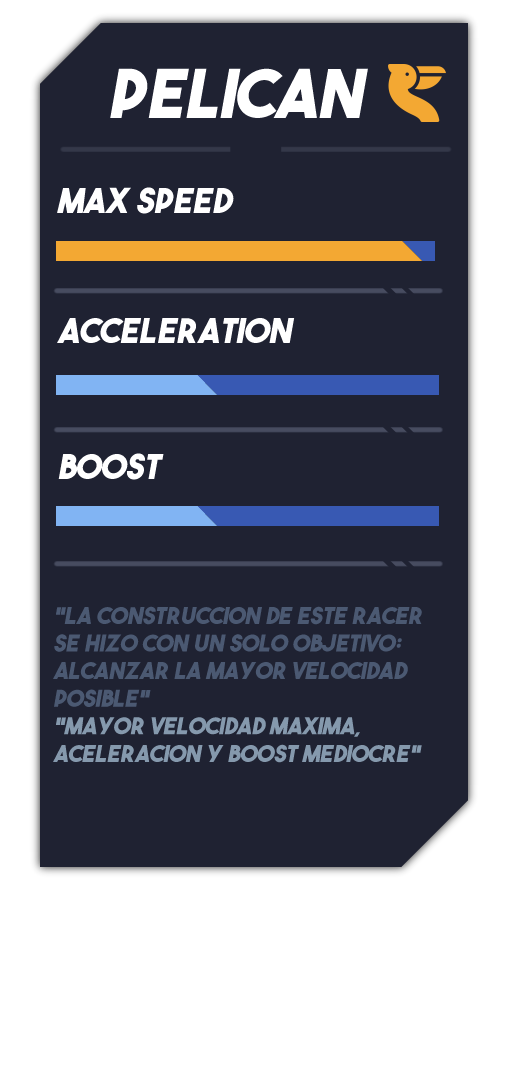 PELICAN
MAX SPEED
ACCELERATION
BOOST
"LA CONSTRUCCION DE ESTE RACER
SE HIZO CON UN SOLO OBJETIVO:
ALCANZAR LA MAYOR VELOCIDAD
POSIBLE"
"MAYOR VELOCIDAD MAXIMA,
ACELERACION Y BOOST MEDIOCRE"